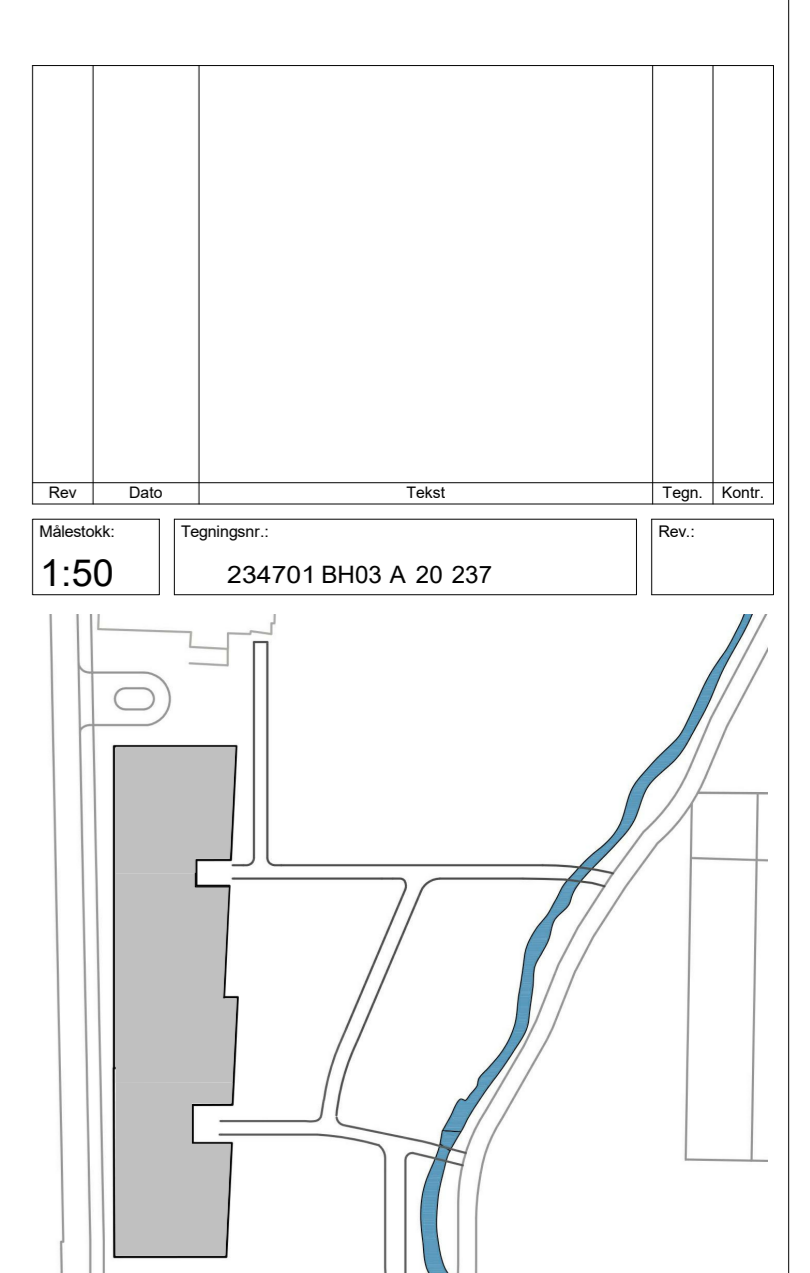 Rev Dato Tekst Tegn. Kontr.
Målestokk: Tegningsnr.: Rev.:
1:50 234701 BH03 A 20 237